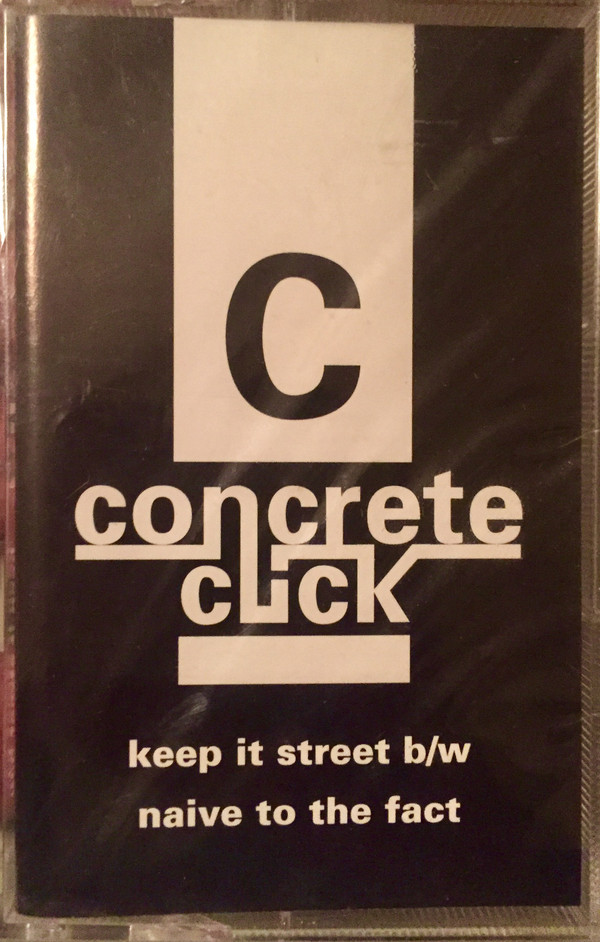 c
concrete
click
keep it street b/w
naive to the fact